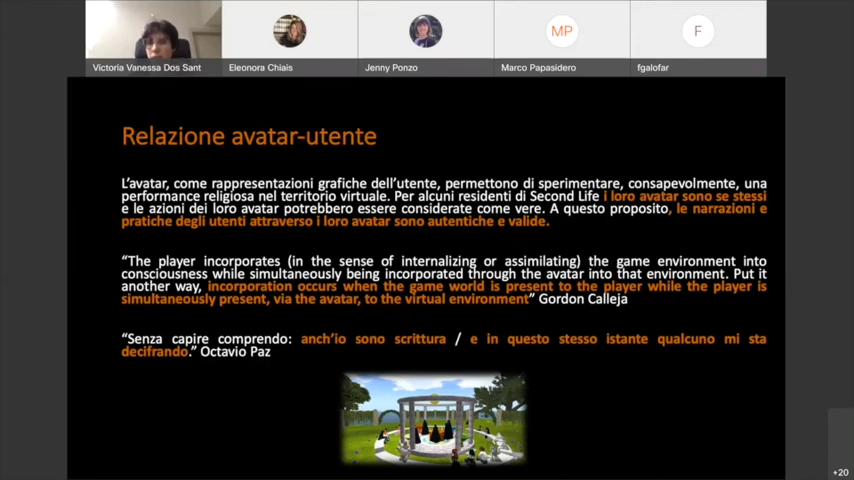 MP
F
Victoria Vanessa Dos Sant
Eleonora Chiais
Jenny Ponzo
Marco Papasidero
fgalofar
Relazione avatar-utente
L'avatar, come rappresentazioni grafiche dell'utente, permettono di sperimentare, consapevolmente, una
performance religiosa nel territorio virtuale. Per alcuni residenti di Second Life i loro avatar sono se stessi
e le azioni dei loro avatar potrebbero essere considerate come vere. A questo proposito, le narrazioni e
pratiche degli utenti attraverso i loro avatar sono autentiche e valide.
“The player incorporates (in the sense of internalizing or assimilating) the game environment into
consciousness while simultaneously being incorporated through the avatar into that environment. Put it
another way, incorporation occurs when the game world is present to the player while the player is
simultaneously present, via the avatar, to the virtual environment” Gordon Calleja
“Senza capire comprendo: anch'io sono scrittura / e in questo stesso istante qualcuno mi sta
decifrando.” Octavio Paz
+20